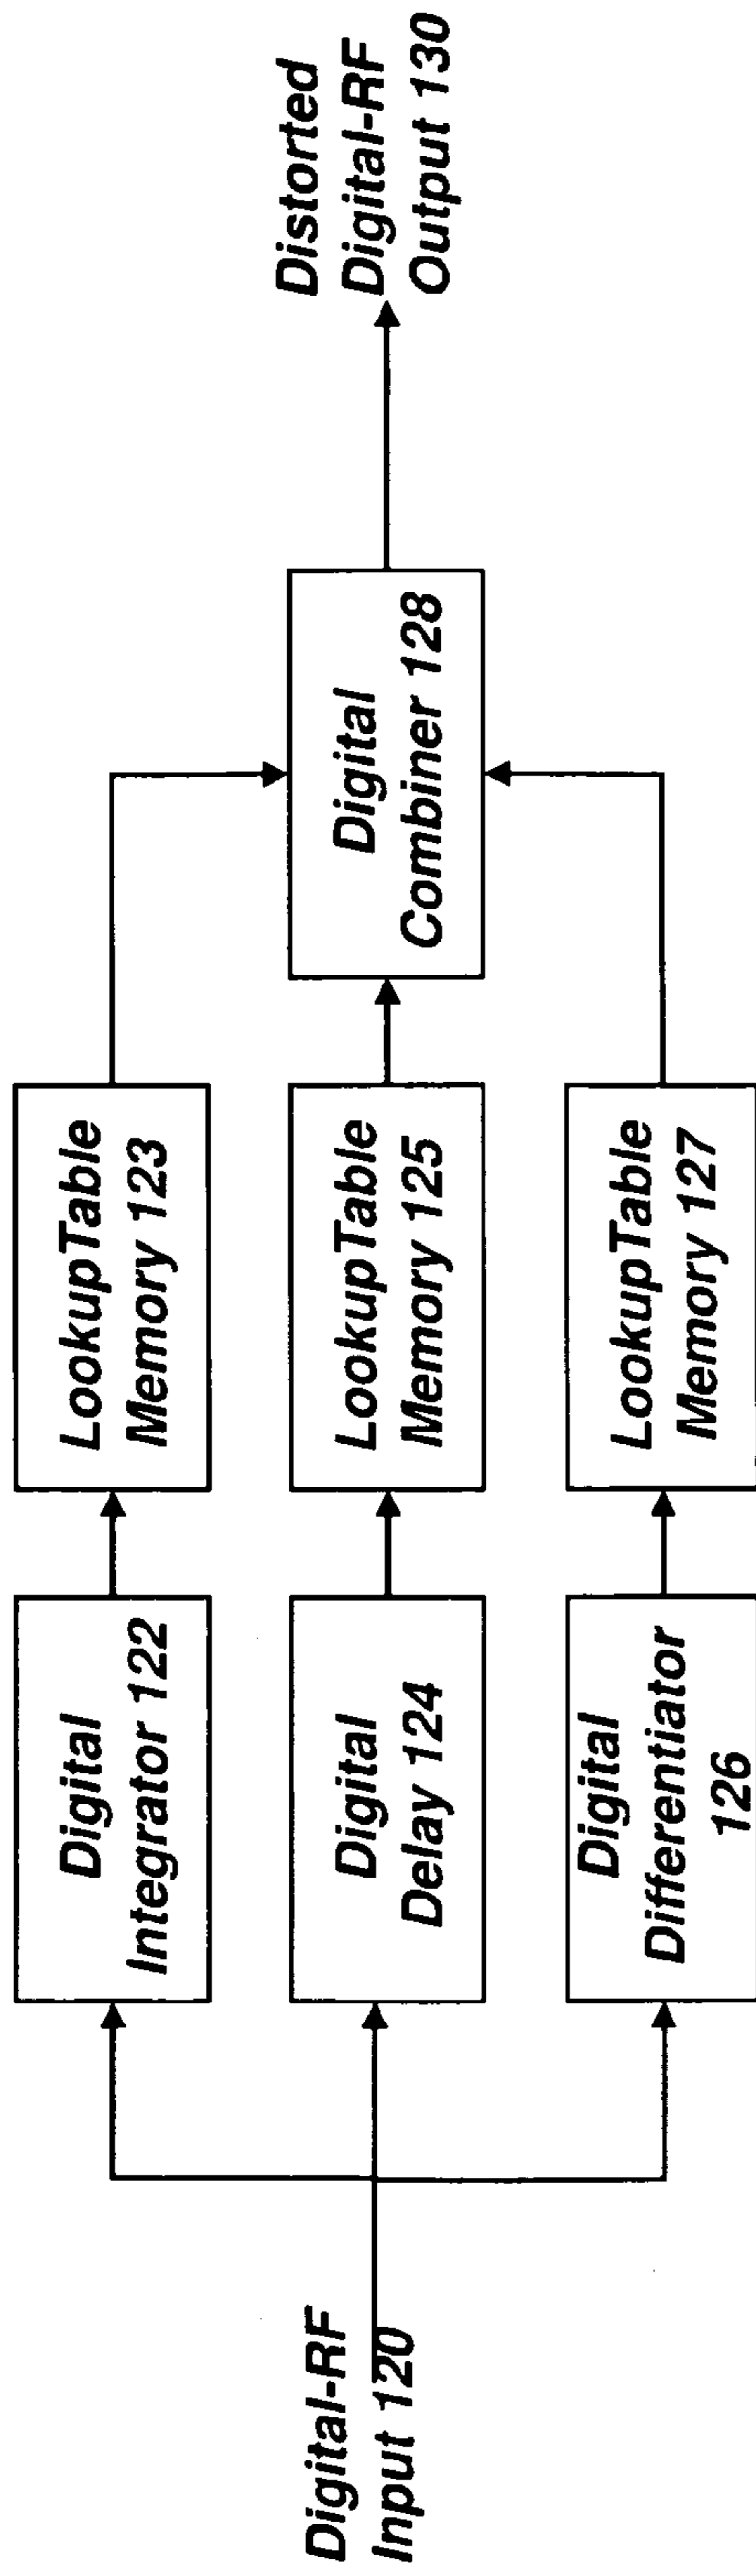 Digital-RF
Input 120
Digital
Integrator 122
LookupTable
Memory 123
Digital
Delay 124
LookupTable
Memory 125
Digital
Differentiator
126
LookupTable
Memory 127
Digital
Combiner 128
Distorted
Digital-RF
Output 130